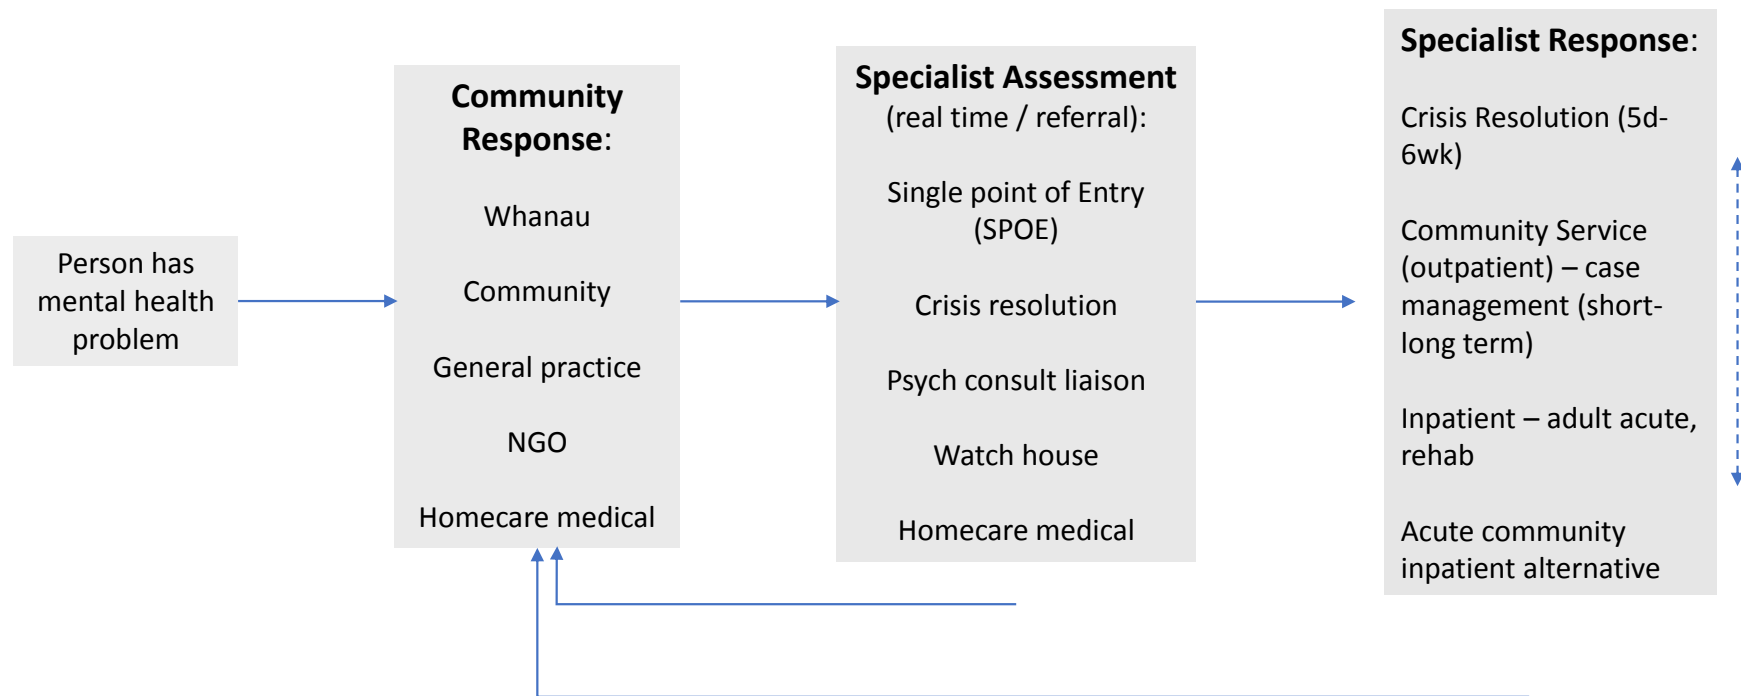 Person has
mental health
problem
Community
Response:
Whanau
Community
General practice
NGO
Homecare medical
Specialist Assessment
(real time / referral):
Single point of Entry
(SPOE)
Crisis resolution
Psych consult liaison
Watch house
Homecare medical
Specialist Response:
Crisis Resolution (5d-
6wk)
Community Service
(outpatient) – case
management (short-
long term)
Inpatient – adult acute,
rehab
Acute community
inpatient alternative